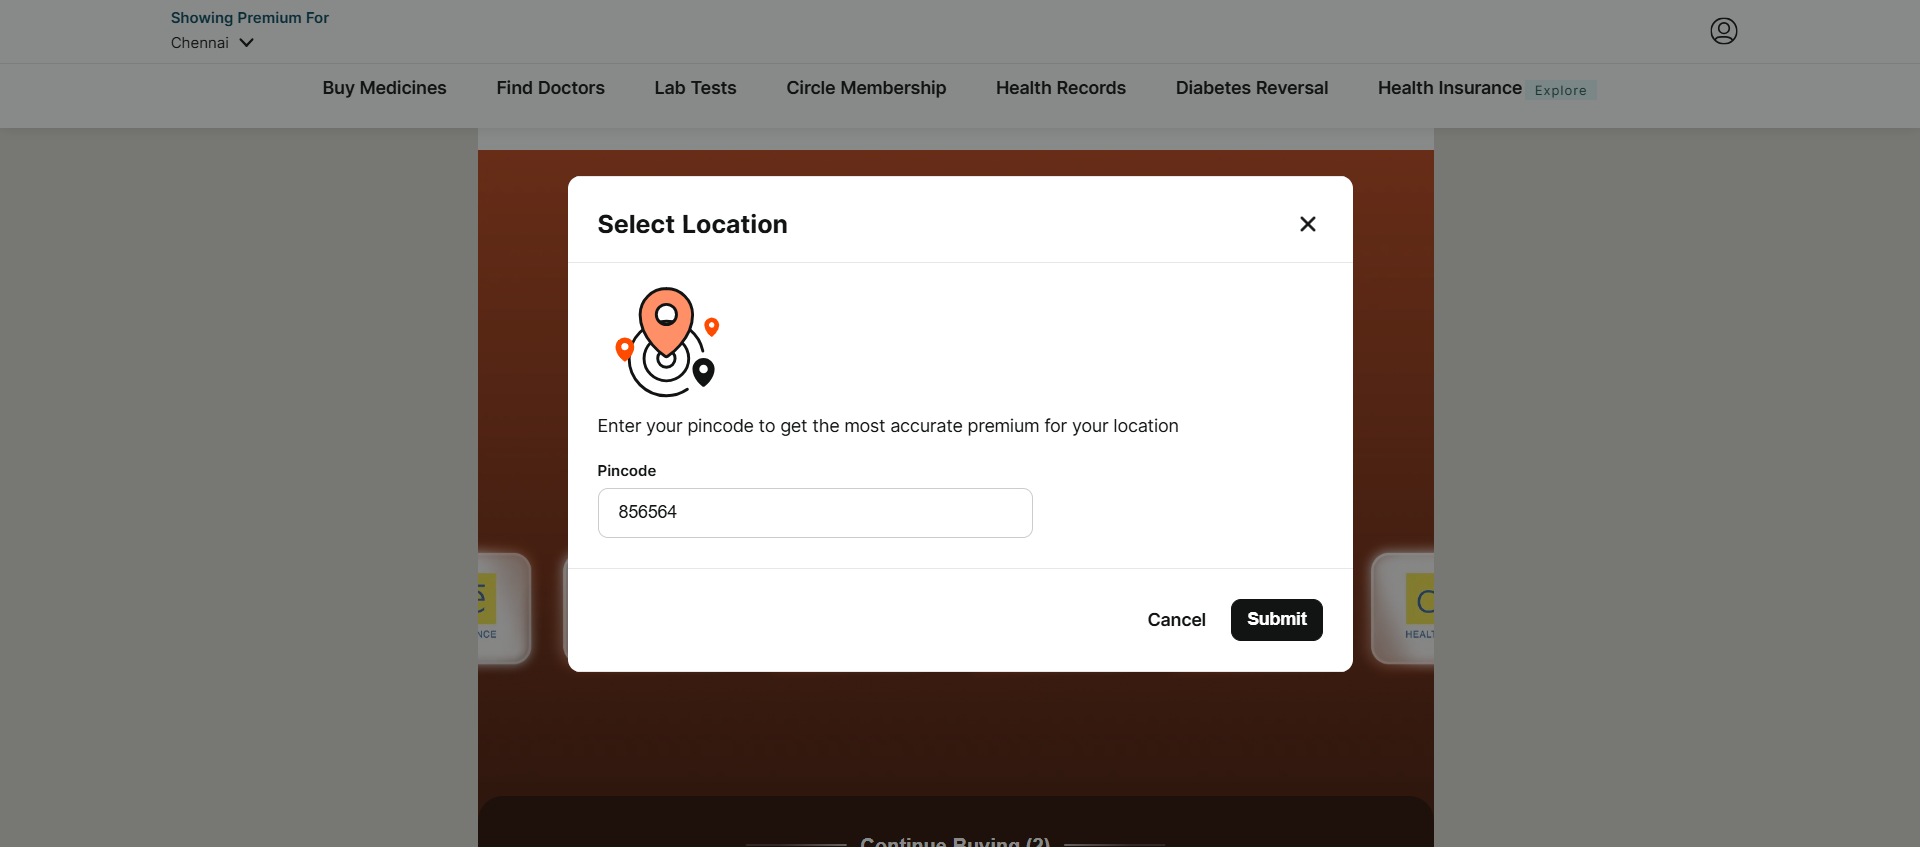 Showing Premium For
Chennai
Buy Medicines Find Doctors Lab Tests Circle Membership Health Records Diabetes Reversal Health Insurance Explore
Select Location
Enter your pincode to get the most accurate premium for your location
Pincode
856564
Cancel Submit
Continue Buying (2)